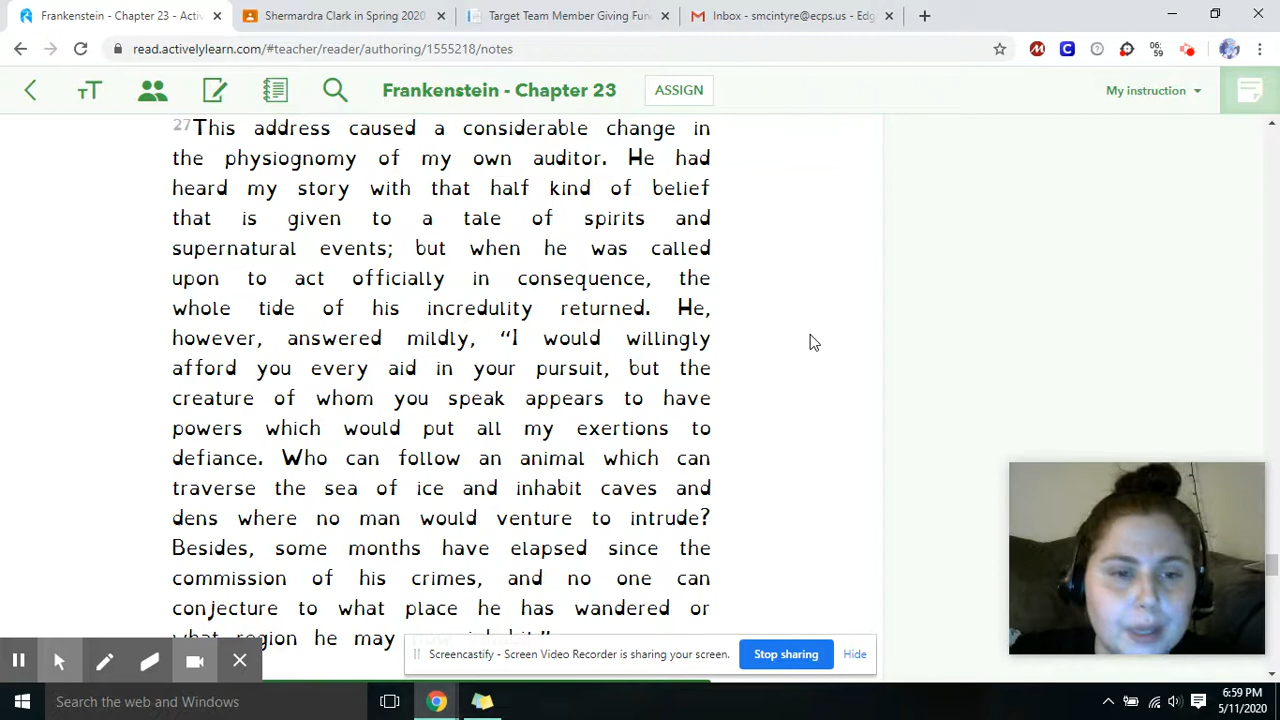 Frankenstein - Chapter 23 - Activ
Shermardra Clark in Spring 2020
Target Team Member Giving Fun
Inbox - smcintyre@ecps.us - Edg
read.activelylearn.com/#teacher/reader/authoring/1555218/notes
06:
59
Frankenstein - Chapter 23
ASSIGN
My instruction
27This address caused a considerable change in
the physiognomy of my own auditor. He had
heard my story with that half kind of belief
that is given to a tale of spirits and
supernatural events; but when he was called
upon to act officially in consequence, the
whole tide of his incredulity returned. He,
however, answered mildly, “I would willingly
afford you every aid in your pursuit, but the
creature of whom you speak appears to have
powers which would put all my exertions to
defiance. Who can follow an animal which can
traverse the sea of ice and inhabit caves and
dens where no man would venture to intrude?
Besides, some months have elapsed since the
commission of his crimes, and no one can
conjecture to what place he has wandered or
what region he may now inhabit”
Screencastify - Screen Video Recorder is sharing your screen.
Stop sharing
Hide
Search the web and Windows
6:59 PM
5/11/2020